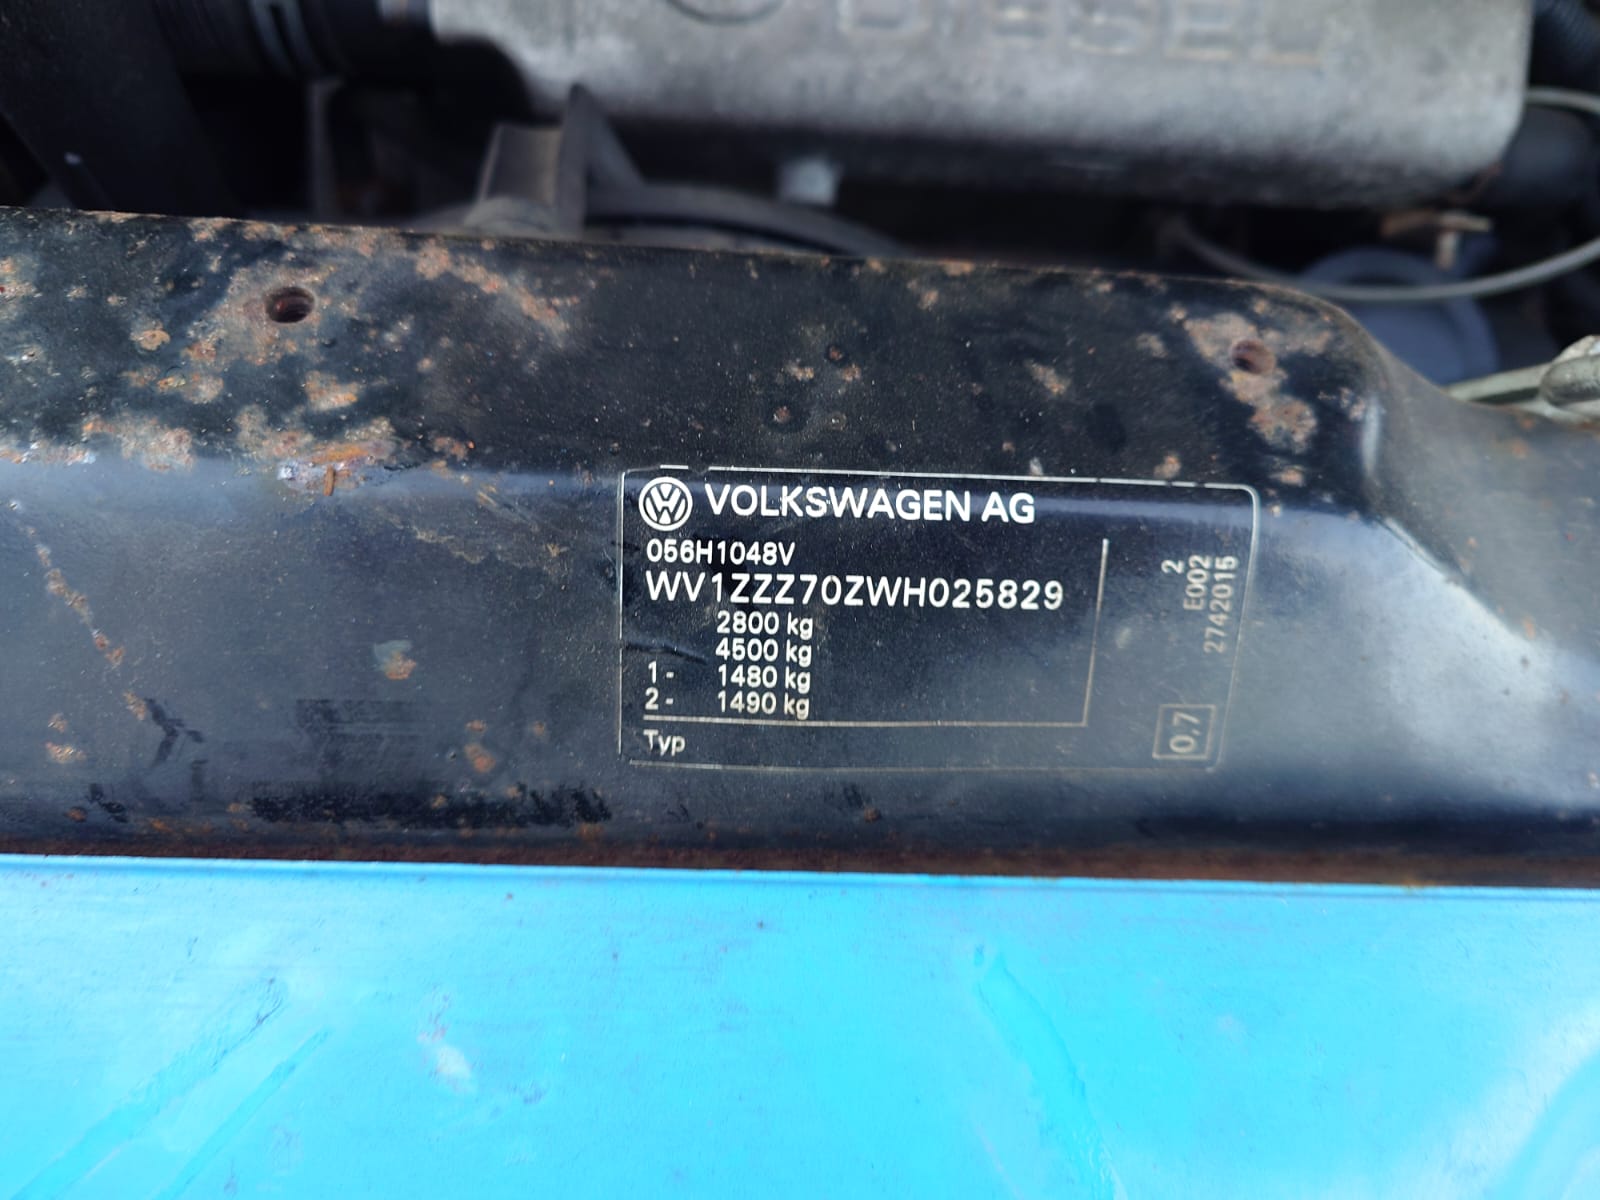 DIESEL
VOLKSWAGEN AG
056H1048V
WV1ZZZ70ZWH025829
2800 kg
4500 kg
1- 1480 kg
2- 1490 kg
Typ
2
E002
2742015
0,7